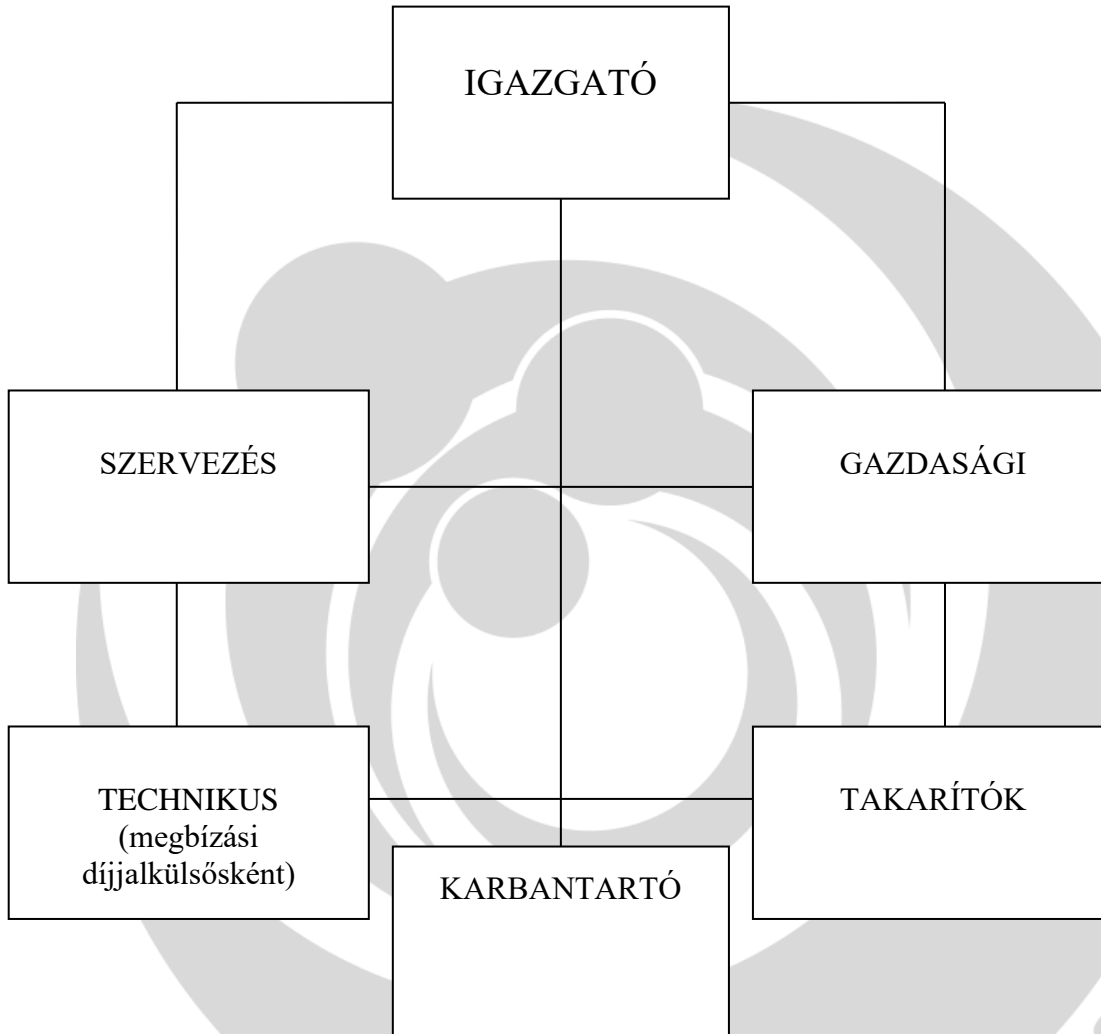 IGAZGATÓ
SZERVEZÉS
GAZDASÁGI
TECHNIKUS
(megbízási
díjjalkülsősként)
TAKARÍTÓK
KARBANTARTÓ